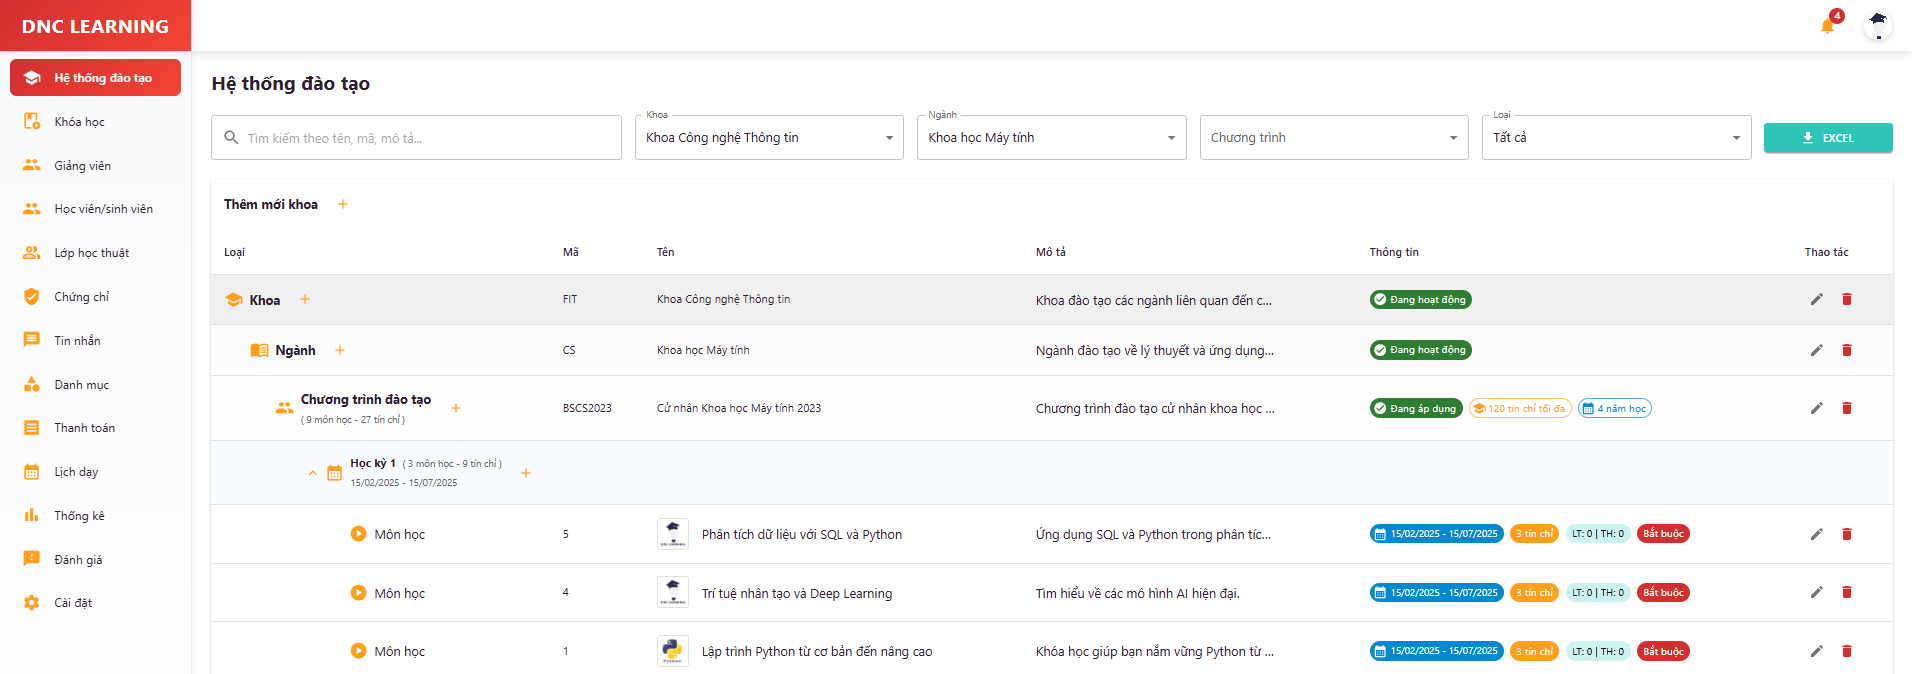 DNC LEARNING
4
Hệ thống đào tạo
Khóa học
Giảng viên
Học viên/sinh viên
Lớp học thuật
Chứng chỉ
Tin nhắn
Danh mục
Thanh toán
Lịch dạy
Thống kê
Đánh giá
Cài đặt
Hệ thống đào tạo
Tìm kiếm theo tên, mã, mô tả...
Khoa
Khoa Công nghệ Thông tin
Ngành
Khoa học Máy tính
Chương trình
Loại
Tất cả
EXCEL
Thêm mới khoa +
Loại Mã Tên Mô tả Thông tin Thao tác
Khoa + FIT Khoa Công nghệ Thông tin Khoa đào tạo các ngành liên quan đến c... Đang hoạt động
Ngành + CS Khoa học Máy tính Ngành đào tạo về lý thuyết và ứng dụng... Đang hoạt động
Chương trình đào tạo + BSCS2023 Cử nhân Khoa học Máy tính 2023 Chương trình đào tạo cử nhân khoa học ... Đang áp dụng 120 tín chỉ tối đa 4 năm học
( 9 môn học - 27 tín chỉ )
Học kỳ 1 ( 3 môn học - 9 tín chỉ ) +
15/02/2025 - 15/07/2025
Môn học 5 Phân tích dữ liệu với SQL và Python Ứng dụng SQL và Python trong phân tíc... 15/02/2025 - 15/07/2025 3 tín chỉ LT: 0 | TH: 0 Bắt buộc
Môn học 4 Trí tuệ nhân tạo và Deep Learning Tìm hiểu về các mô hình AI hiện đại. 15/02/2025 - 15/07/2025 3 tín chỉ LT: 0 | TH: 0 Bắt buộc
Môn học 1 Lập trình Python từ cơ bản đến nâng cao Khóa học giúp bạn nắm vững Python từ ... 15/02/2025 - 15/07/2025 3 tín chỉ LT: 0 | TH: 0 Bắt buộc